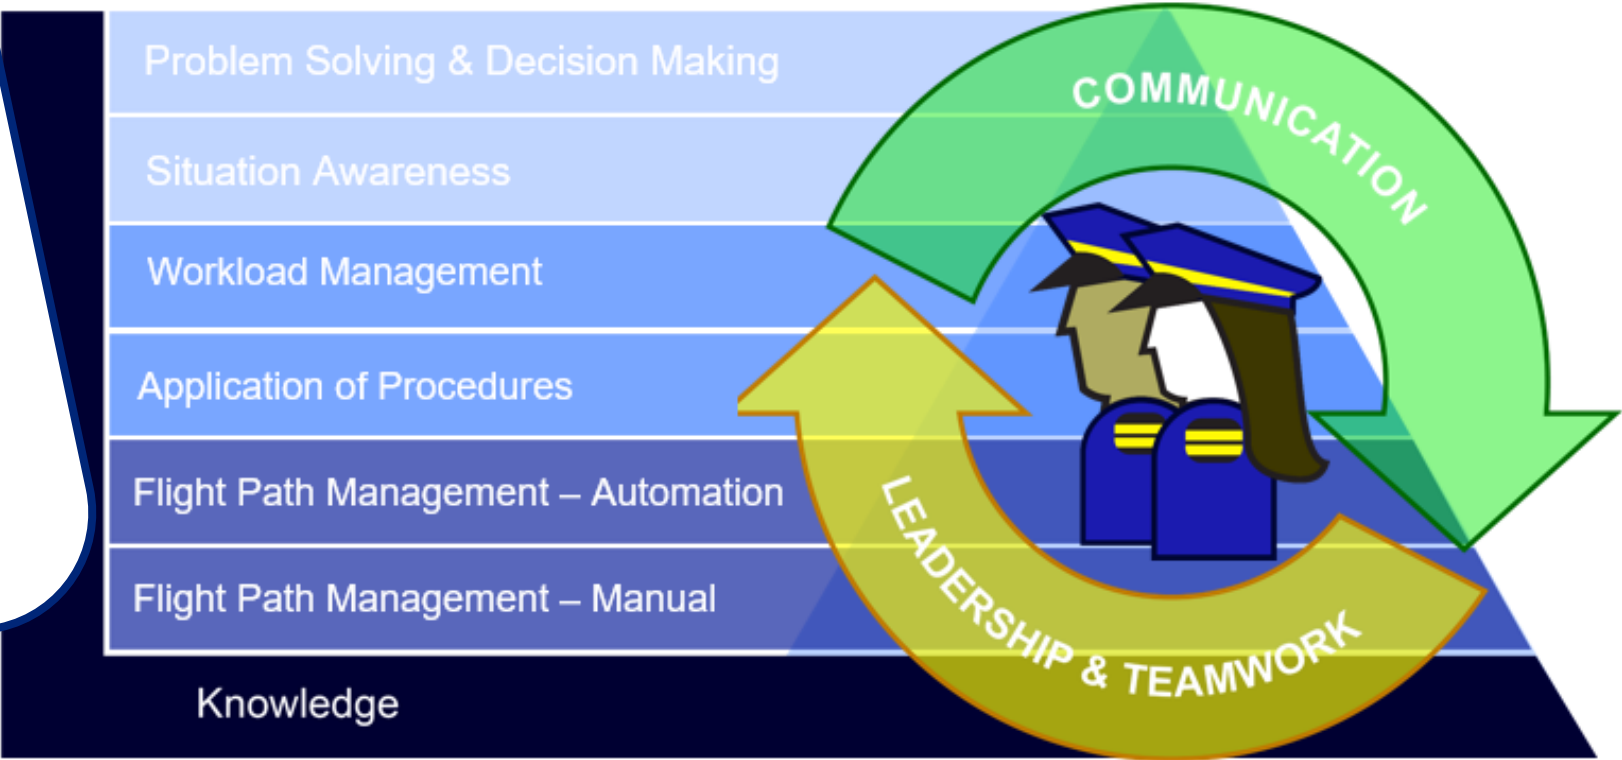 Problem Solving & Decision Making
Situation Awareness
Workload Management
Application of Procedures
Flight Path Management – Automation
Flight Path Management – Manual
Knowledge
COMMUNICATION
LEADERSHIP & TEAMWORK